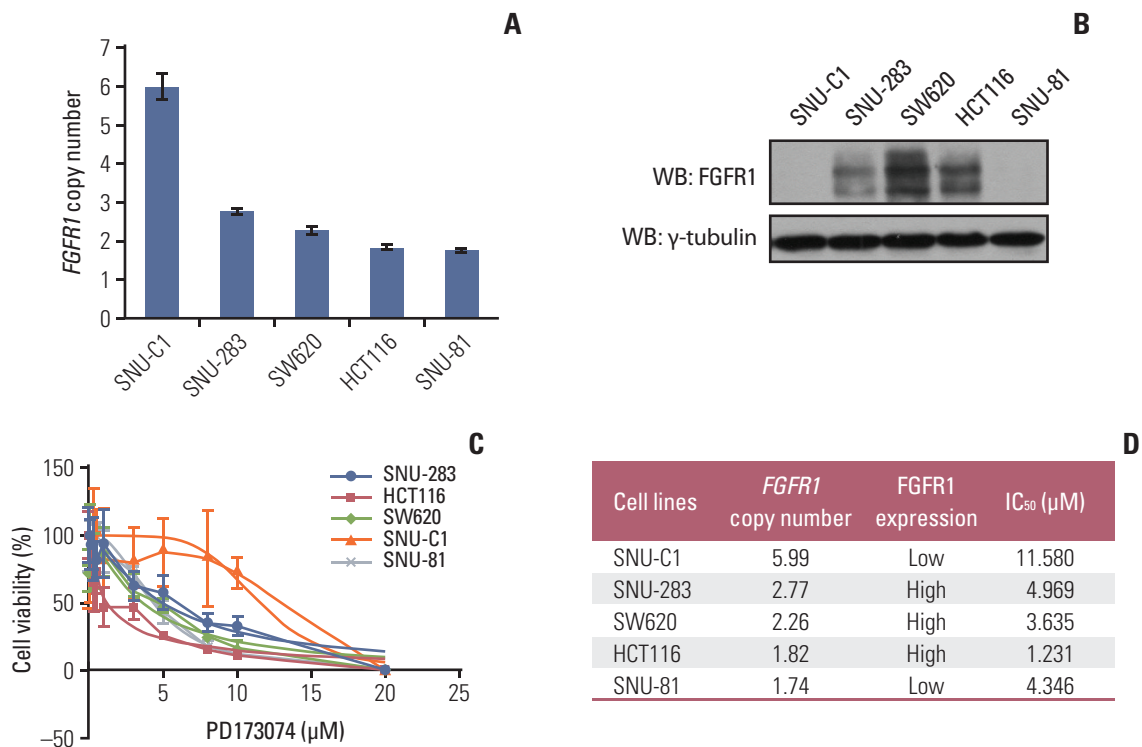 A
7
6
5
4
3
2
1
0
FGFR1 copy number
SNU-C1
SNU-283
SW620
HCT116
SNU-81
B
SNU-C1
SNU-283
SW620
HCT116
SNU-81
WB: FGFR1
WB: γ-tubulin
C
150
100
50
0
–50
Cell viability (%)
5
10
15
20
25
PD173074 (μM)
SNU-283
HCT116
SW620
SNU-C1
SNU-81
D
Cell lines FGFR1 copy number FGFR1 expression IC50 (μM)
SNU-C1 5.99 Low 11.580
SNU-283 2.77 High 4.969
SW620 2.26 High 3.635
HCT116 1.82 High 1.231
SNU-81 1.74 Low 4.346